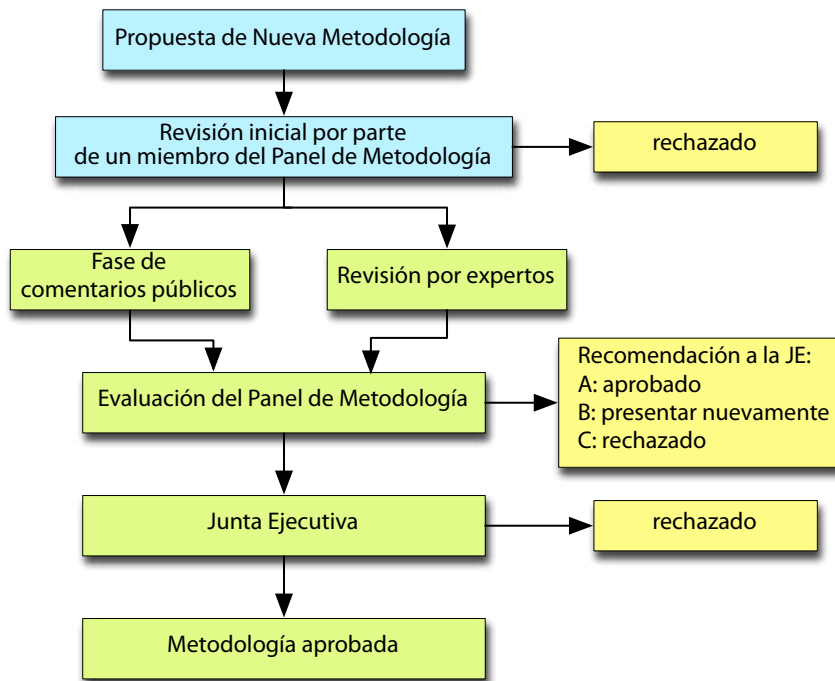 Propuesta de Nueva Metodología
Revisión inicial por parte
de un miembro del Panel de Metodología
rechazado
Fase de
comentarios públicos
Revisión por expertos
Evaluación del Panel de Metodología
Recomendación a la JE:
A: aprobado
B: presentar nuevamente
C: rechazado
Junta Ejecutiva
rechazado
Metodología aprobada